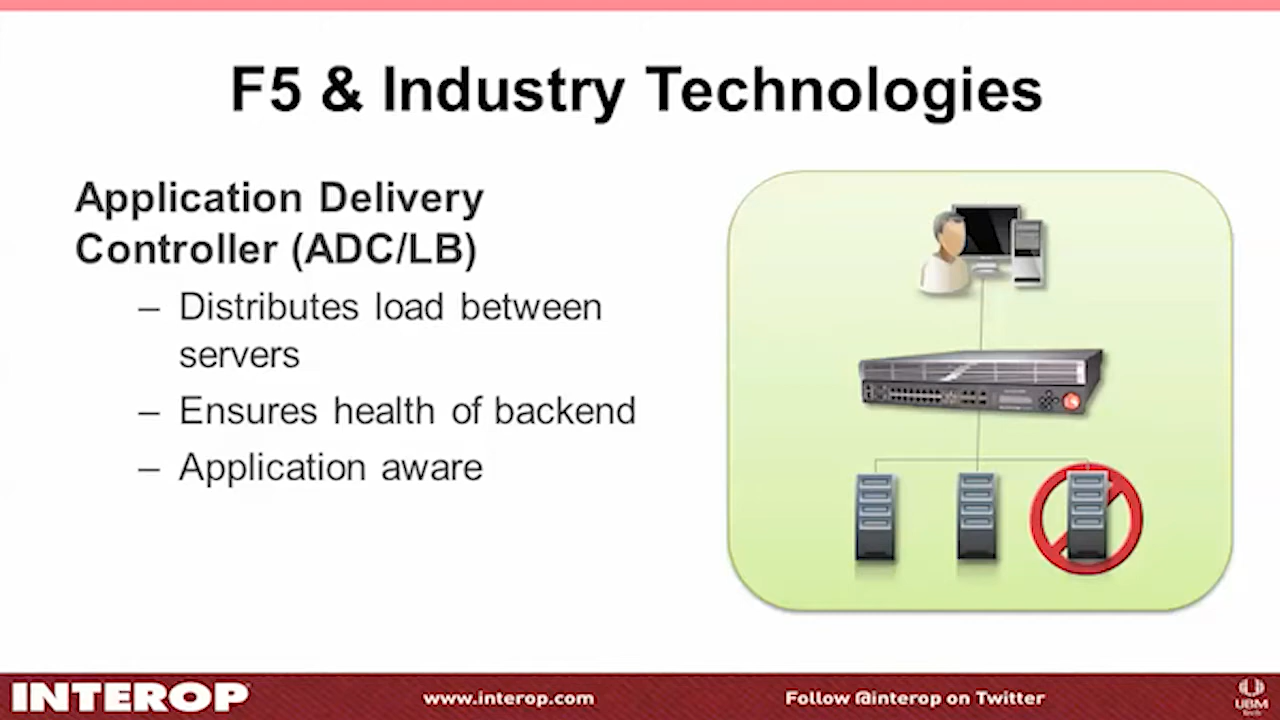 F5 & Industry Technologies
Application Delivery
Controller (ADC/LB)
– Distributes load between
servers
– Ensures health of backend
– Application aware
INTEROP
www.interop.com
Follow @interop on Twitter
UBM
Tech